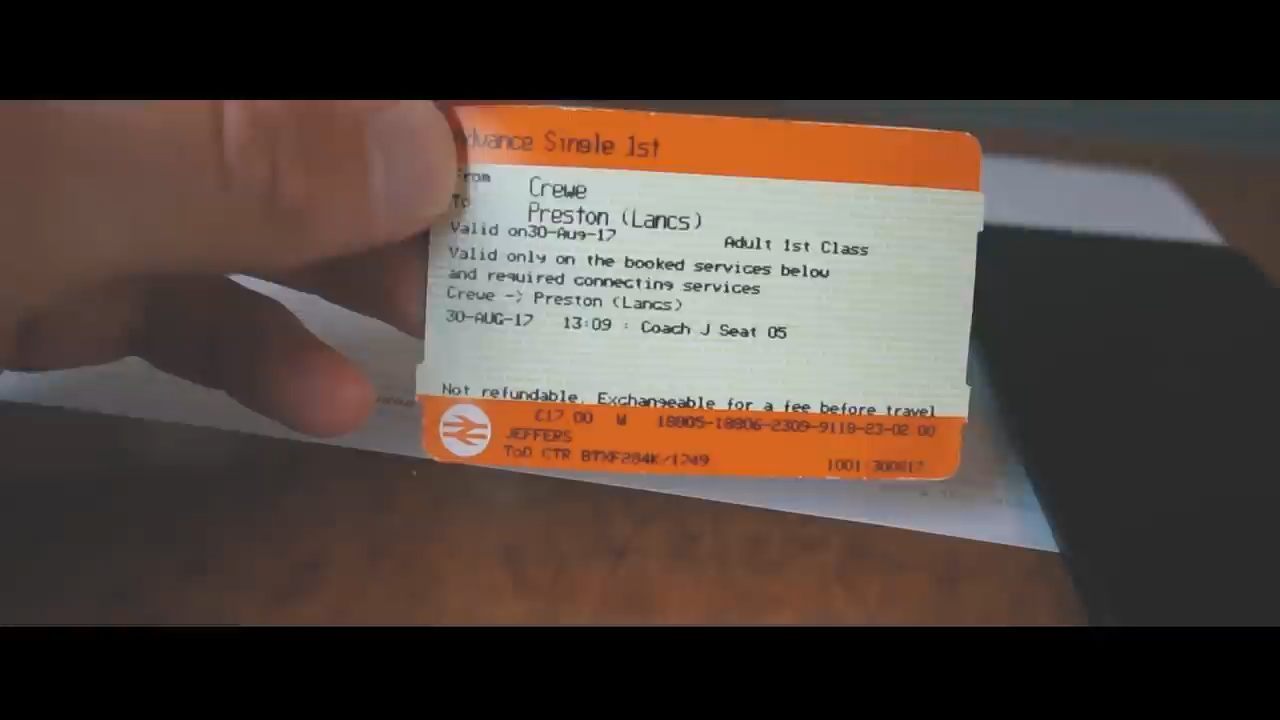 Advance Single 1st
From Crewe
To Preston (Lancs)
Valid on 30-Aug-17 Adult 1st Class
Valid only on the booked services below
and required connecting services
Crewe -> Preston (Lancs)
30-AUG-17 13:09 : Coach J Seat 05
Not refundable. Exchangeable for a fee before travel
£17.00 W 18805-18806-2309-9118-23-02 00
JEFFERS
ToD CTR 1001 300817